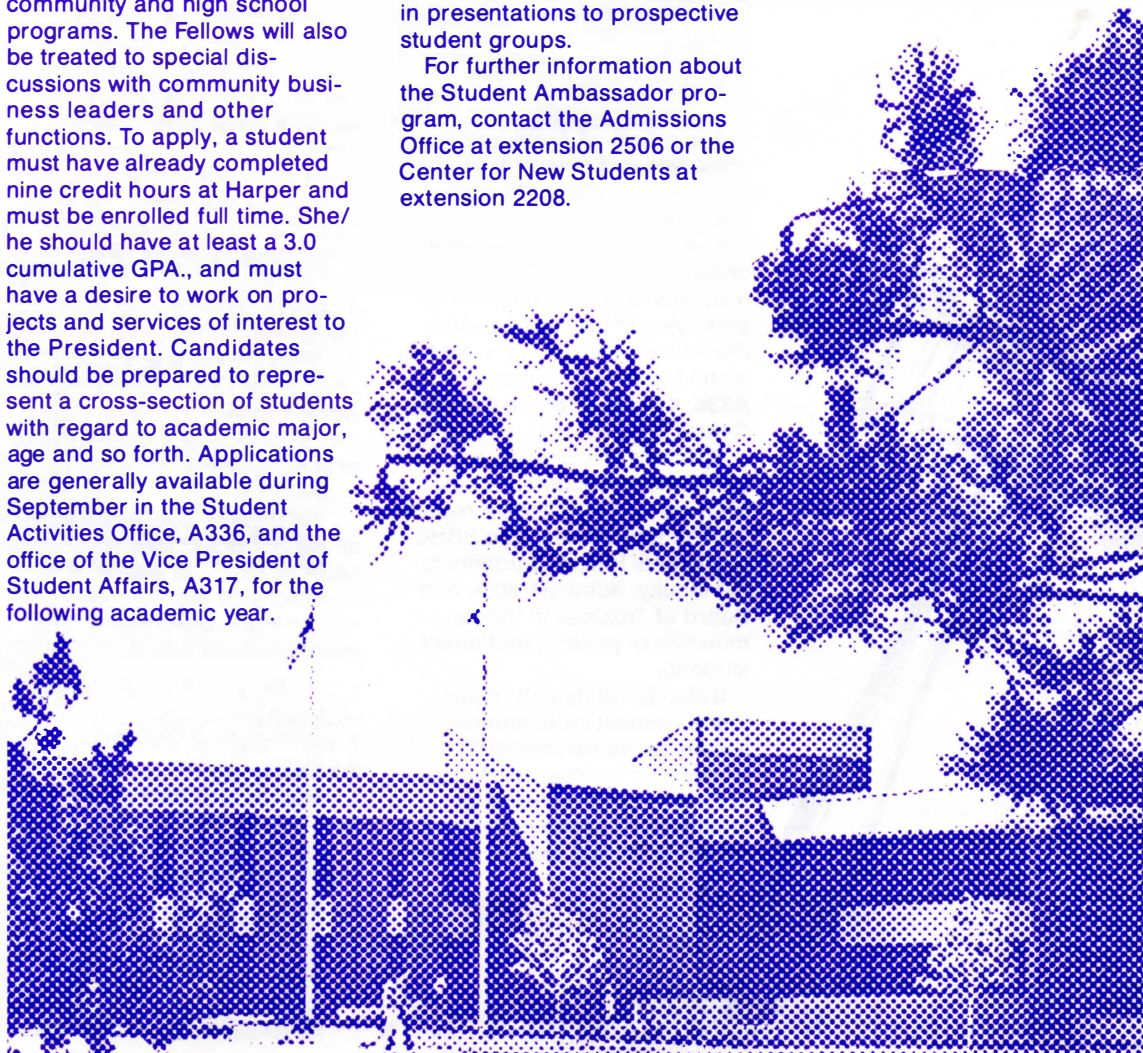 community and high school
programs. The Fellows will also
be treated to special dis-
cussions with community busi-
ness leaders and other
functions. To apply, a student
must have already completed
nine credit hours at Harper and
must be enrolled full time. She/
he should have at least a 3.0
cumulative GPA., and must
have a desire to work on pro-
jects and services of interest to
the President. Candidates
should be prepared to repre-
sent a cross-section of students
with regard to academic major,
age and so forth. Applications
are generally available during
September in the Student
Activities Office, A336, and the
office of the Vice President of
Student Affairs, A317, for the
following academic year.
in presentations to prospective
student groups.
For further information about
the Student Ambassador pro-
gram, contact the Admissions
Office at extension 2506 or the
Center for New Students at
extension 2208.